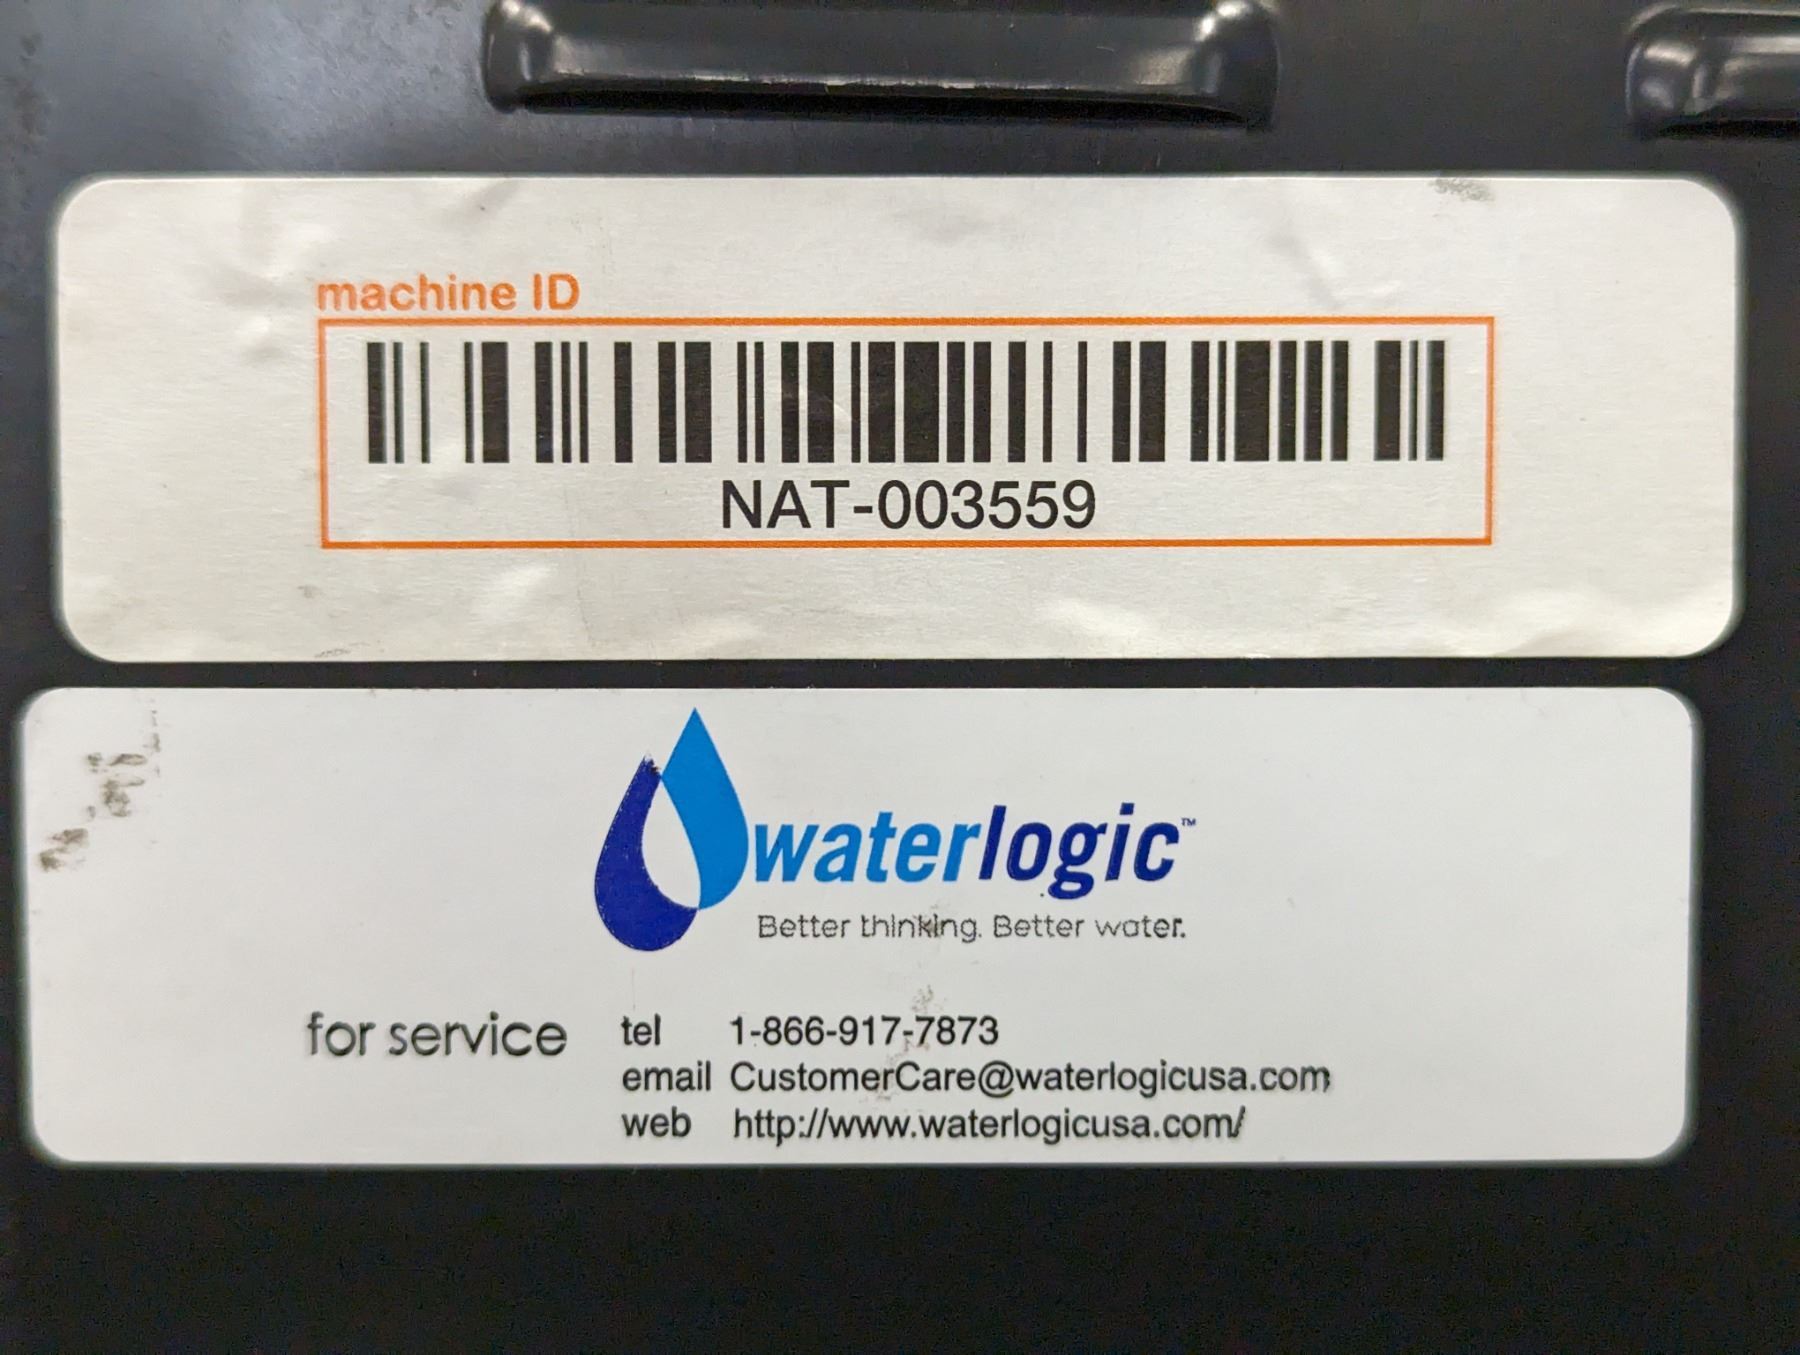 machine ID
NAT-003559
waterlogic™
Better thinking. Better water.
for service tel 1-866-917-7873
email CustomerCare@waterlogicusa.com
web http://www.waterlogicusa.com/